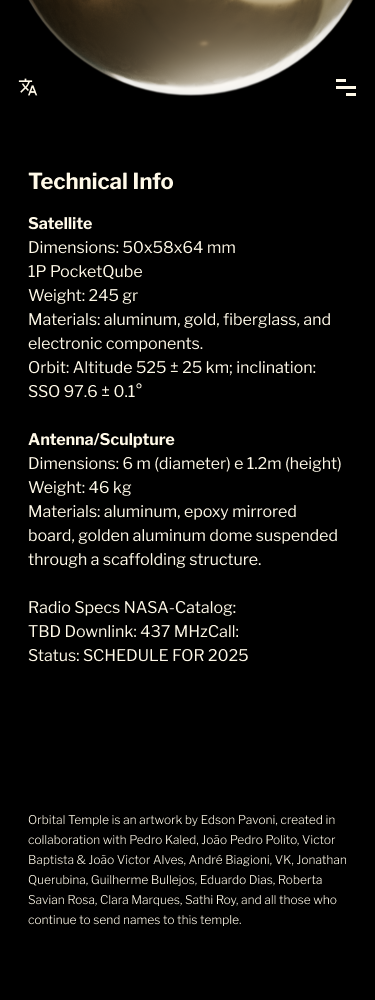 Technical Info
Satellite
Dimensions: 50x58x64 mm
1P PocketQube
Weight: 245 gr
Materials: aluminum, gold, fiberglass, and
electronic components.
Orbit: Altitude 525 ± 25 km; inclination:
SSO 97.6 ± 0.1°
Antenna/Sculpture
Dimensions: 6 m (diameter) e 1.2m (height)
Weight: 46 kg
Materials: aluminum, epoxy mirrored
board, golden aluminum dome suspended
through a scaffolding structure.
Radio Specs NASA-Catalog:
TBD Downlink: 437 MHzCall:
Status: SCHEDULE FOR 2025
Orbital Temple is an artwork by Edson Pavoni, created in
collaboration with Pedro Kaled, João Pedro Polito, Victor
Baptista & João Victor Alves, André Biagioni, VK, Jonathan
Querubina, Guilherme Bullejos, Eduardo Dias, Roberta
Savian Rosa, Clara Marques, Sathi Roy, and all those who
continue to send names to this temple.